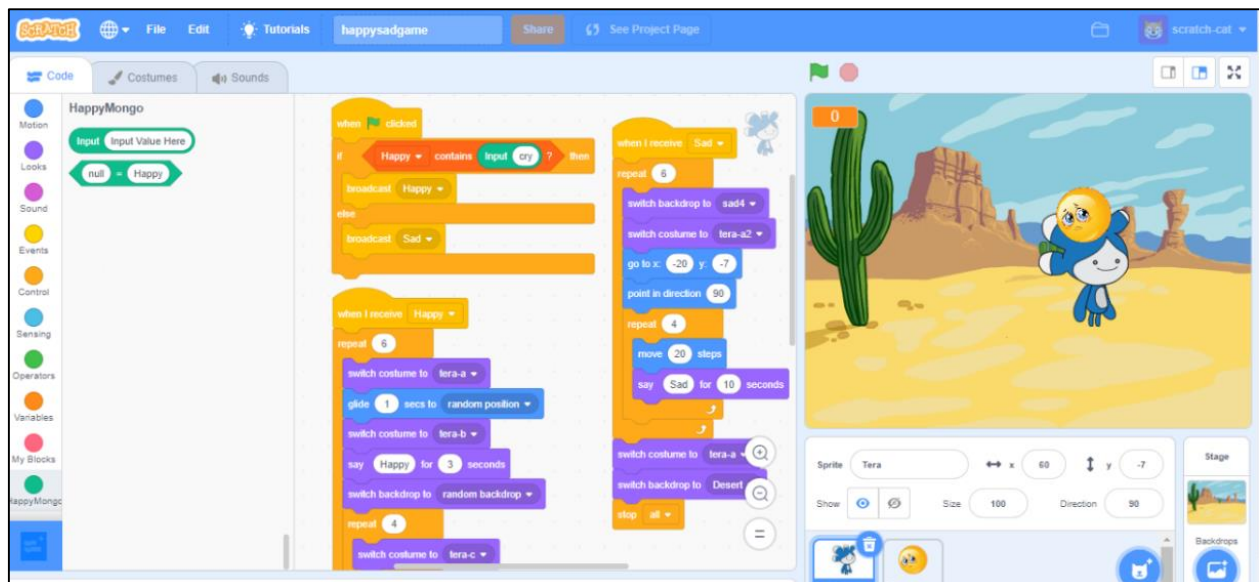 SCRATCH File Edit Tutorials happysadgame Share See Project Page scratch-cat
Code Costumes Sounds
Motion
Looks
Sound
Events
Control
Sensing
Operators
Variables
My Blocks
HappyMongo
HappyMongo
Input Input Value Here
null = Happy
when clicked
if Happy contains Input cry ? then
broadcast Happy
else
broadcast Sad
when I receive Happy
repeat 6
switch costume to tera-a
glide 1 secs to random position
switch costume to tera-b
say Happy for 3 seconds
switch backdrop to random backdrop
repeat 4
switch costume to tera-c
when I receive Sad
repeat 6
switch backdrop to sad4
switch costume to tera-a2
go to x: -20 y: -7
point in direction 90
repeat 4
move 20 steps
say Sad for 10 seconds
switch costume to tera-a
switch backdrop to Desert
stop all
0
Sprite Tera x 60 y -7
Show Size 100 Direction 90
Stage
Backdrops